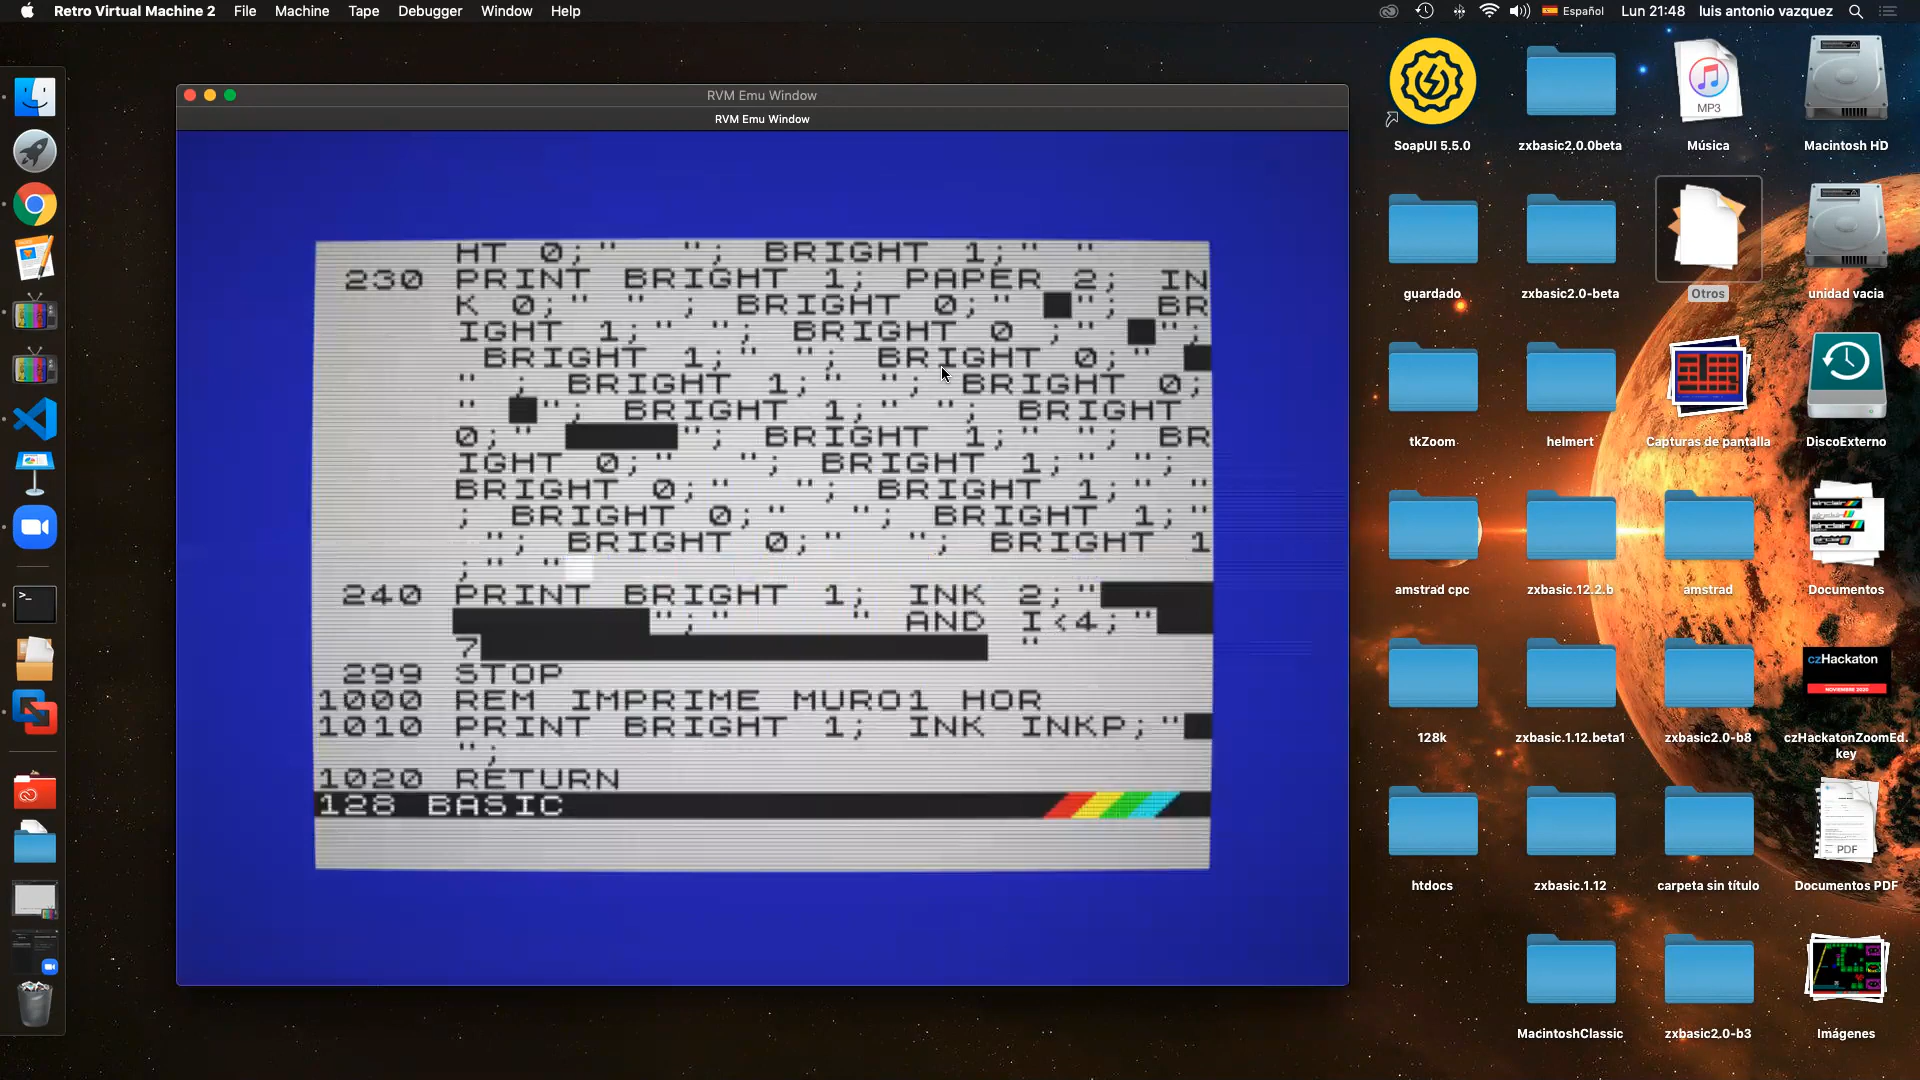 Retro Virtual Machine 2 File Machine Tape Debugger Window Help
Español Lun 21:48 luis antonio vazquez
RVM Emu Window
RVM Emu Window
HT 0;" "; BRIGHT 1;" "
230 PRINT BRIGHT 1; PAPER 2; IN
K 0;" "; BRIGHT 0;" "; BR
IGHT 1;" "; BRIGHT 0 ; ";
BRIGHT 1;" "; BRIGHT 0;"
" ; BRIGHT 1;" "; BRIGHT 0;
" "; BRIGHT 1;" "; BRIGHT
0;" "; BRIGHT 1;" "; BR
IGHT 0;" "; BRIGHT 1;" ";
BRIGHT 0;" "; BRIGHT 1;" "
; BRIGHT 0;" "; BRIGHT 1;"
"; BRIGHT 0;" "; BRIGHT 1
;" "
240 PRINT BRIGHT 1; INK 2;"
";" " AND I<4;"
7 "
299 STOP
1000 REM IMPRIME MURO1 HOR
1010 PRINT BRIGHT 1; INK INKP;"
";
1020 RETURN
128 BASIC
SoapUI 5.5.0
zxbasic2.0.0beta
MP3
Música
Macintosh HD
guardado
zxbasic2.0-beta
Otros
unidad vacia
tkZoom
helmert
Capturas de pantalla
DiscoExterno
amstrad cpc
zxbasic.12.2.b
amstrad
sinclair
Documentos
128k
zxbasic.1.12.beta1
zxbasic2.0-b8
czHackaton
NOVIEMBRE 2020
czHackatonZoomEd.
key
htdocs
zxbasic.1.12
carpeta sin título
PDF
Documentos PDF
MacintoshClassic
zxbasic2.0-b3
Imágenes